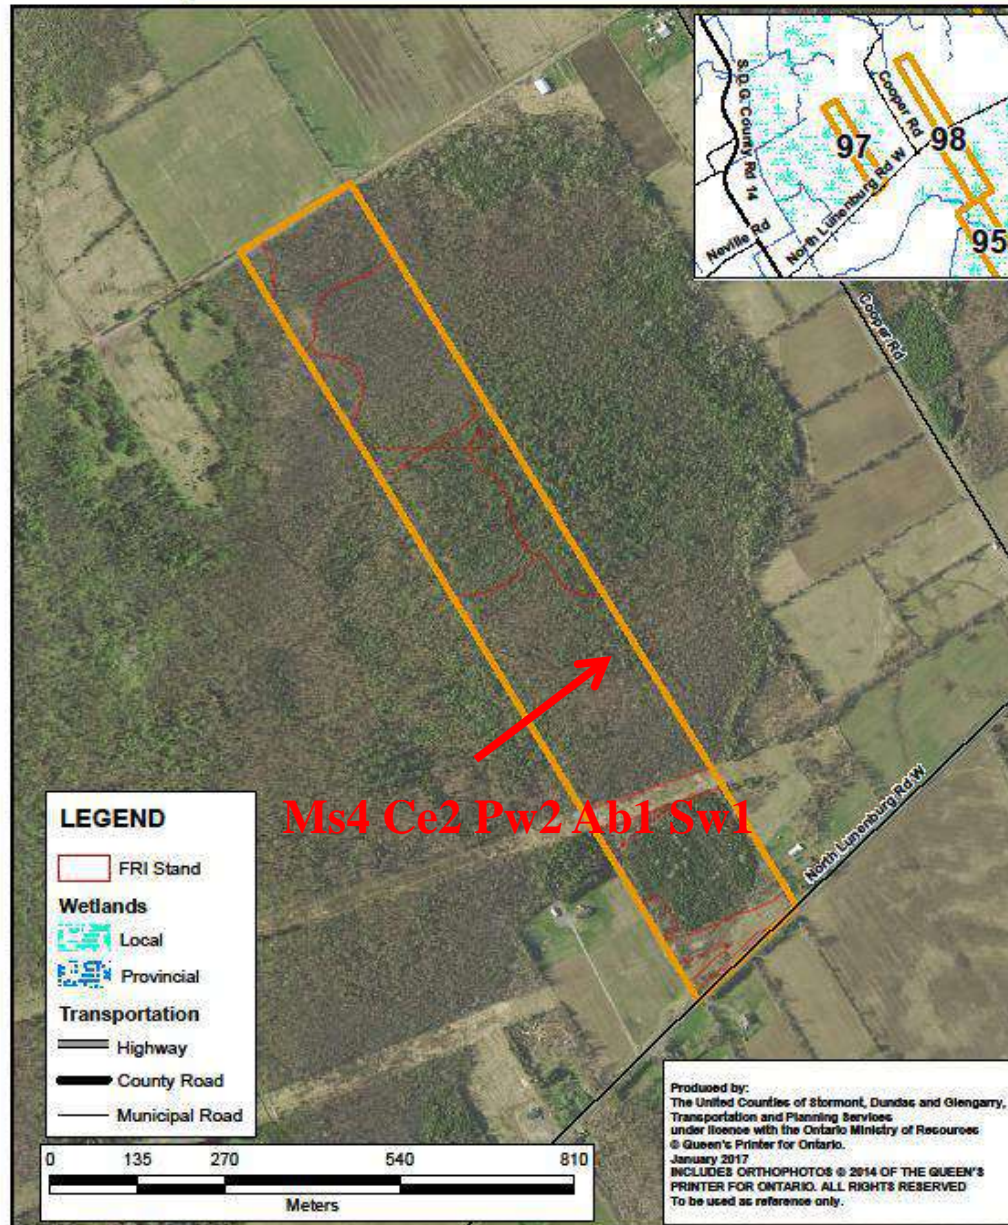 S.D.G. County Rd 14
Cooper Rd
97
98
95
Neville Rd
North Lunenburg Rd W
Cooper Rd
Ms4 Ce2 Pw2 Ab1 Sw1
North Lunenburg Rd W
LEGEND
FRI Stand
Wetlands
Local
Provincial
Transportation
Highway
County Road
Municipal Road
0 135 270 540 810
Meters
Produced by:
The United Counties of Stormont, Dundas and Glengarry,
Transportation and Planning Services
under licence with the Ontario Ministry of Resources
© Queen's Printer for Ontario.
January 2017
INCLUDES ORTHOPHOTOS © 2014 OF THE QUEEN'S
PRINTER FOR ONTARIO. ALL RIGHTS RESERVED
To be used as reference only.